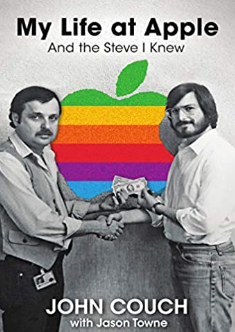 My Life at Apple
And the Steve I Knew
JOHN COUCH
with Jason Towne